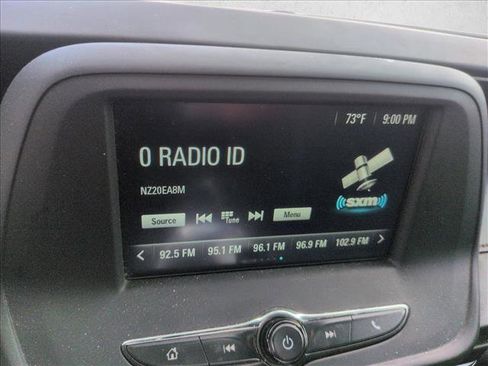 73°F 9:00 PM
0 RADIO ID
NZ20EA8M
sxm
Source Tune Menu
92.5 FM 95.1 FM 96.1 FM 96.9 FM 102.9 FM